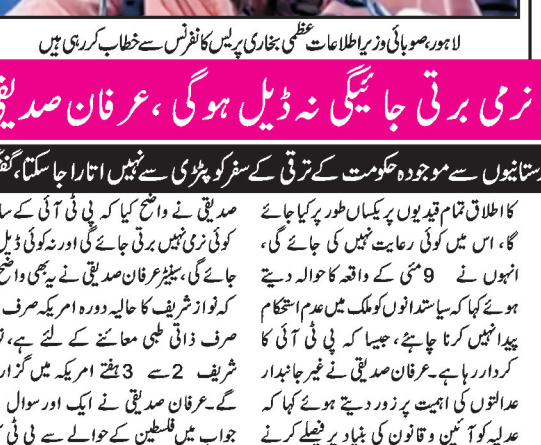 لاہور، صوبائی وزیر اطلاعات عظمیٰ بخاری پریس کانفرنس سے خطاب کر رہی ہیں
نرمی برتی جائیگی نہ ڈیل ہوگی، عرفان صدیقی
سے موجودہ حکومت کے ترقی کے سفر کو پٹڑی سے نہیں اتارا جا سکتا،
کا اطلاق تمام قیدیوں پر یکساں طور پر کیا جائے
گا، اس میں کوئی رعایت نہیں کی جائے گی،
انہوں نے 9 مئی کے واقعہ کا حوالہ دیتے
ہوئے کہا کہ سیاستدانوں کو ملک میں عدم استحکام
پیدا نہیں کرنا چاہئے، جیسا کہ پی ٹی آئی کا
کردار رہا ہے۔ عرفان صدیقی نے غیر جانبدار
عدالتوں کی اہمیت پر زور دیتے ہوئے کہا کہ
عدلیہ کو آئین و قانون کی بنیاد پر فیصلے کرنے
صدیقی نے واضح کیا کہ پی ٹی آئی کے
کوئی نرمی نہیں برتی جائے گی اور نہ کوئی ڈیل
جائے گی، سینیٹر عرفان صدیقی نے یہ بھی واضح
کہ نواز شریف کا حالیہ دورہ امریکہ صرف
صرف ذاتی طبی معائنے کے لئے ہے،
شریف 2 سے 3 ہفتے امریکہ میں
گے۔ عرفان صدیقی نے ایک اور سوال
جواب میں فلسطین کے حوالے سے پی ٹی